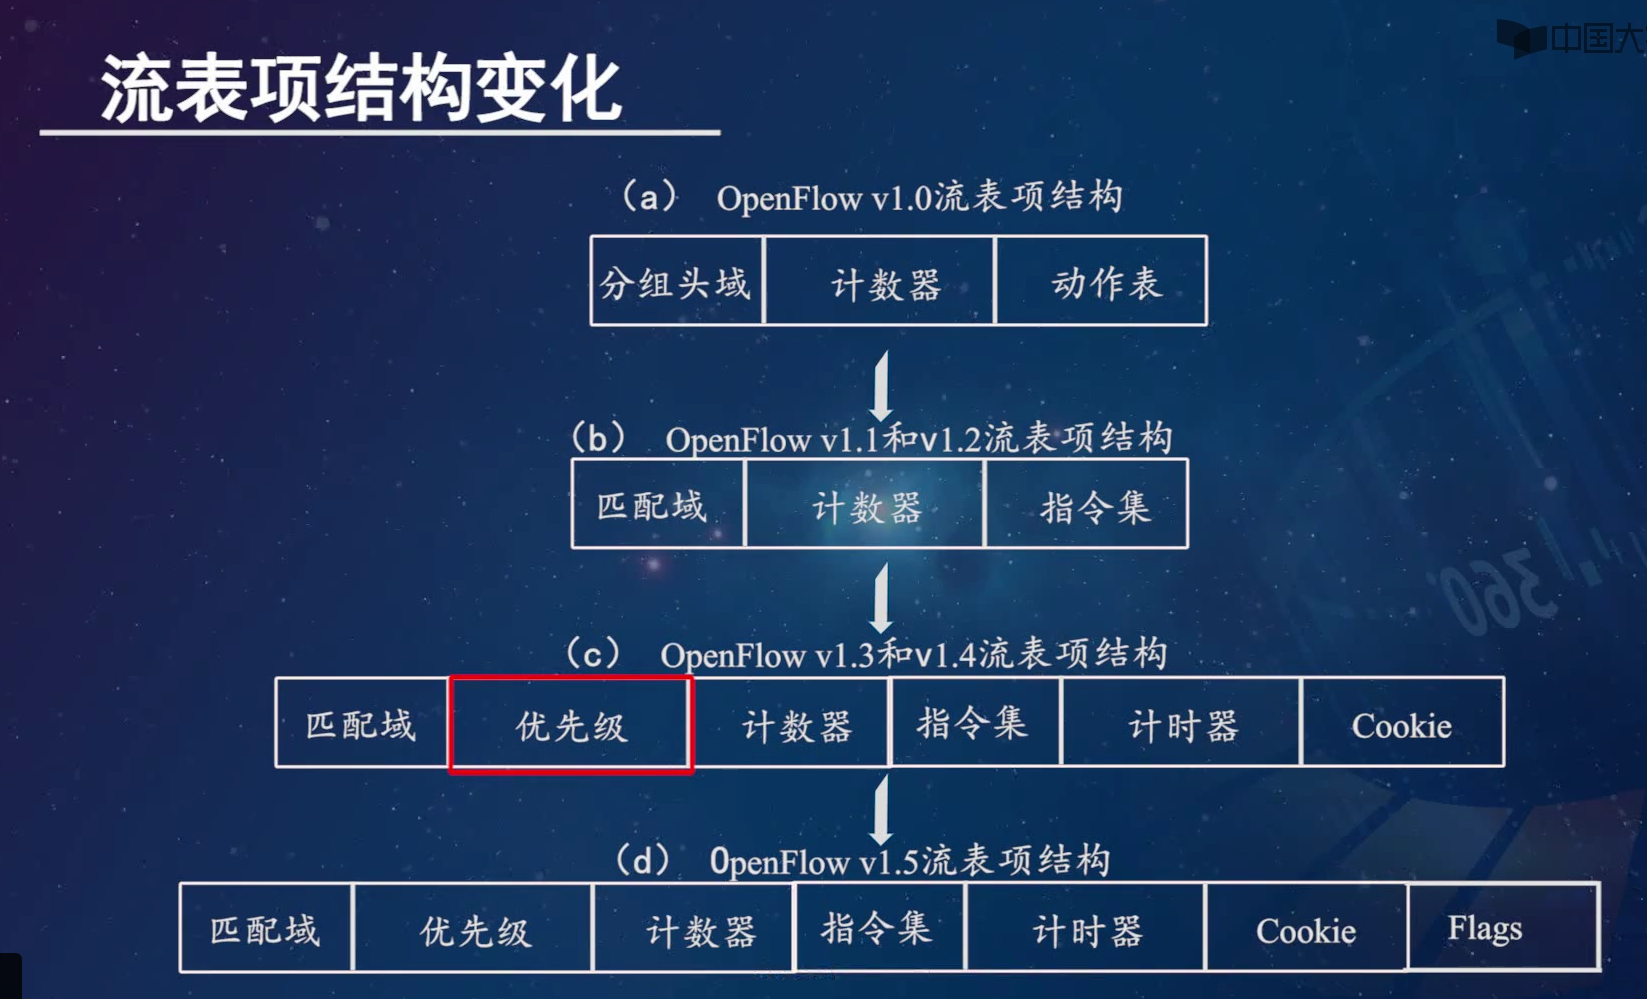 中国大
流表项结构变化
（a） OpenFlow v1.0流表项结构
分组头域 计数器 动作表
（b） OpenFlow v1.1和v1.2流表项结构
匹配域 计数器 指令集
（c） OpenFlow v1.3和v1.4流表项结构
匹配域 优先级 计数器 指令集 计时器 Cookie
（d） OpenFlow v1.5流表项结构
匹配域 优先级 计数器 指令集 计时器 Cookie Flags
360